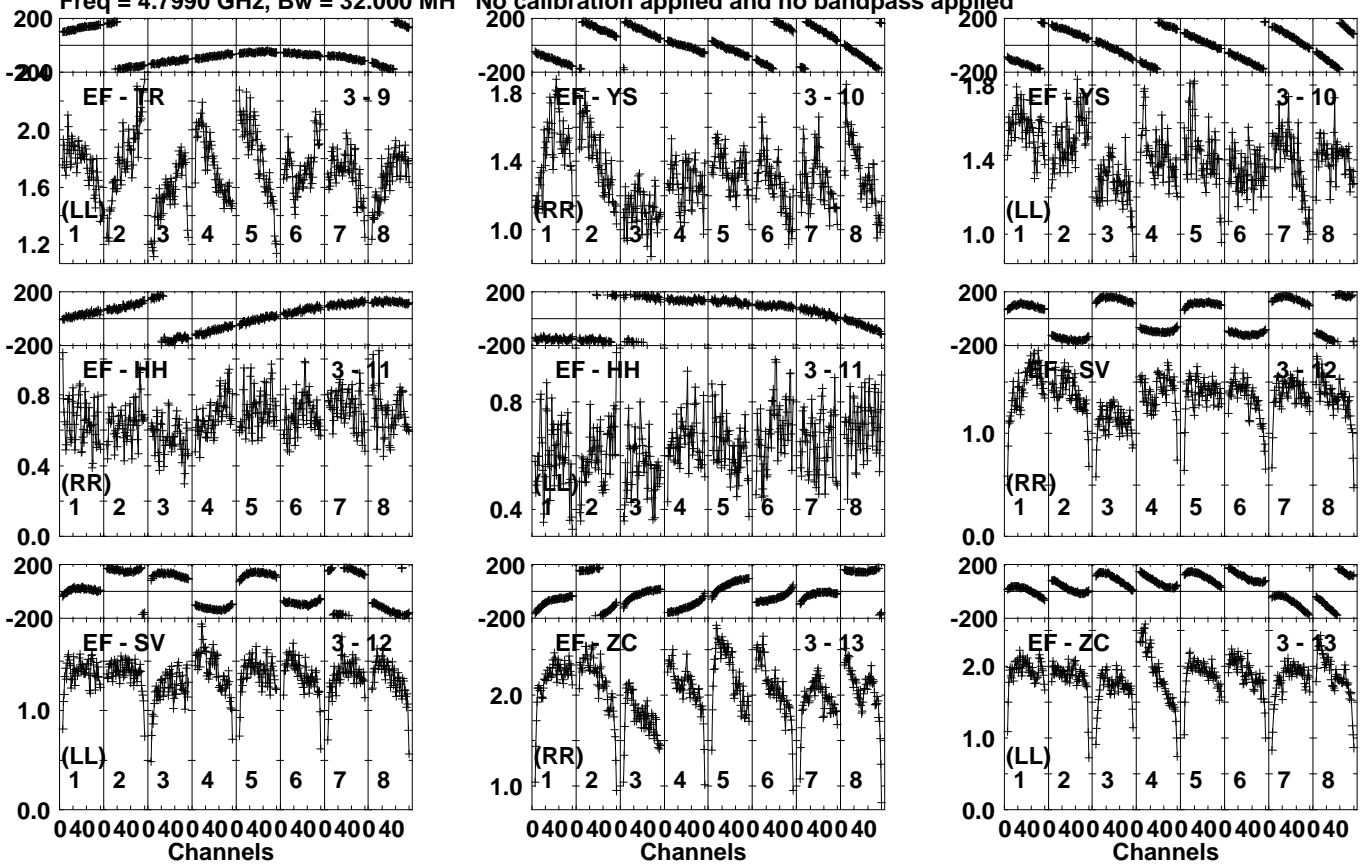 Freq = 4.7990 GHz, Bw = 32.000 MH No calibration applied and no bandpass applied
200
-200
2.4
2.0
1.6
1.2
EF - TR 3 - 9
(LL)
1 2 3 4 5 6 7 8
200
-200
1.8
1.4
1.0
EF - YS 3 - 10
(RR)
1 2 3 4 5 6 7 8
200
-200
1.8
1.4
1.0
EF - YS 3 - 10
(LL)
1 2 3 4 5 6 7 8
200
-200
0.8
0.4
0.0
EF - HH 3 - 11
(RR)
1 2 3 4 5 6 7 8
200
-200
0.8
0.4
EF - HH 3 - 11
(LL)
1 2 3 4 5 6 7 8
200
-200
1.0
0.0
EF - SV 3 - 12
(RR)
1 2 3 4 5 6 7 8
200
-200
1.0
0.0
EF - SV 3 - 12
(LL)
1 2 3 4 5 6 7 8
0 40 0 40 0 40 0 40 0 40 0 40 0 40 0 40
Channels
200
-200
2.0
1.0
EF - ZC 3 - 13
(RR)
1 2 3 4 5 6 7 8
0 40 0 40 0 40 0 40 0 40 0 40 0 40 0 40
Channels
200
-200
2.0
1.0
0.0
EF - ZC 3 - 13
(LL)
1 2 3 4 5 6 7 8
0 40 0 40 0 40 0 40 0 40 0 40 0 40 0 40
Channels